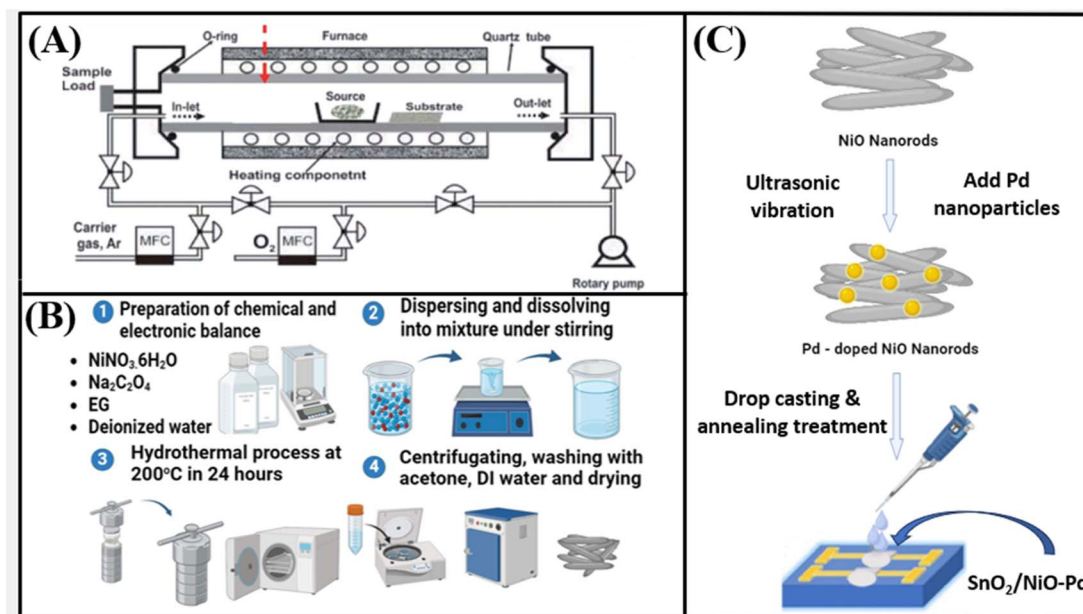 (A)
O-ring
Furnace
Quartz tube
Sample
Load
In-let
Source
Substrate
Out-let
Heating componetnt
Carrier
gas, Ar
MFC
O2
MFC
Rotary pump
(B)
1 Preparation of chemical and
electronic balance
• NiNO3.6H2O
• Na2C2O4
• EG
• Deionized water
2 Dispersing and dissolving
into mixture under stirring
3 Hydrothermal process at
200°C in 24 hours
4 Centrifugating, washing with
acetone, DI water and drying
(C)
NiO Nanorods
Ultrasonic
vibration
Add Pd
nanoparticles
Pd - doped NiO Nanorods
Drop casting &
annealing treatment
SnO2/NiO-Pd